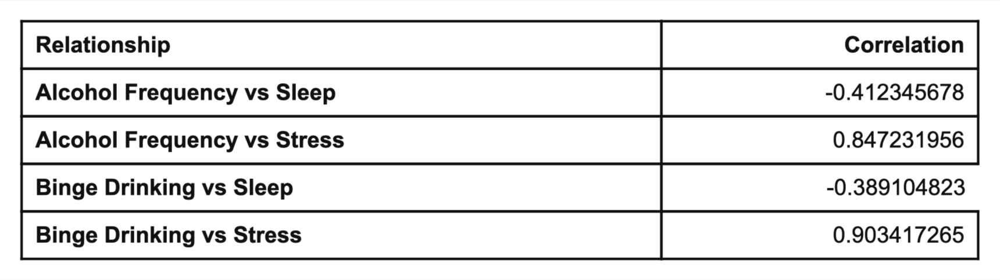 Relationship Correlation
Alcohol Frequency vs Sleep -0.412345678
Alcohol Frequency vs Stress 0.847231956
Binge Drinking vs Sleep -0.389104823
Binge Drinking vs Stress 0.903417265